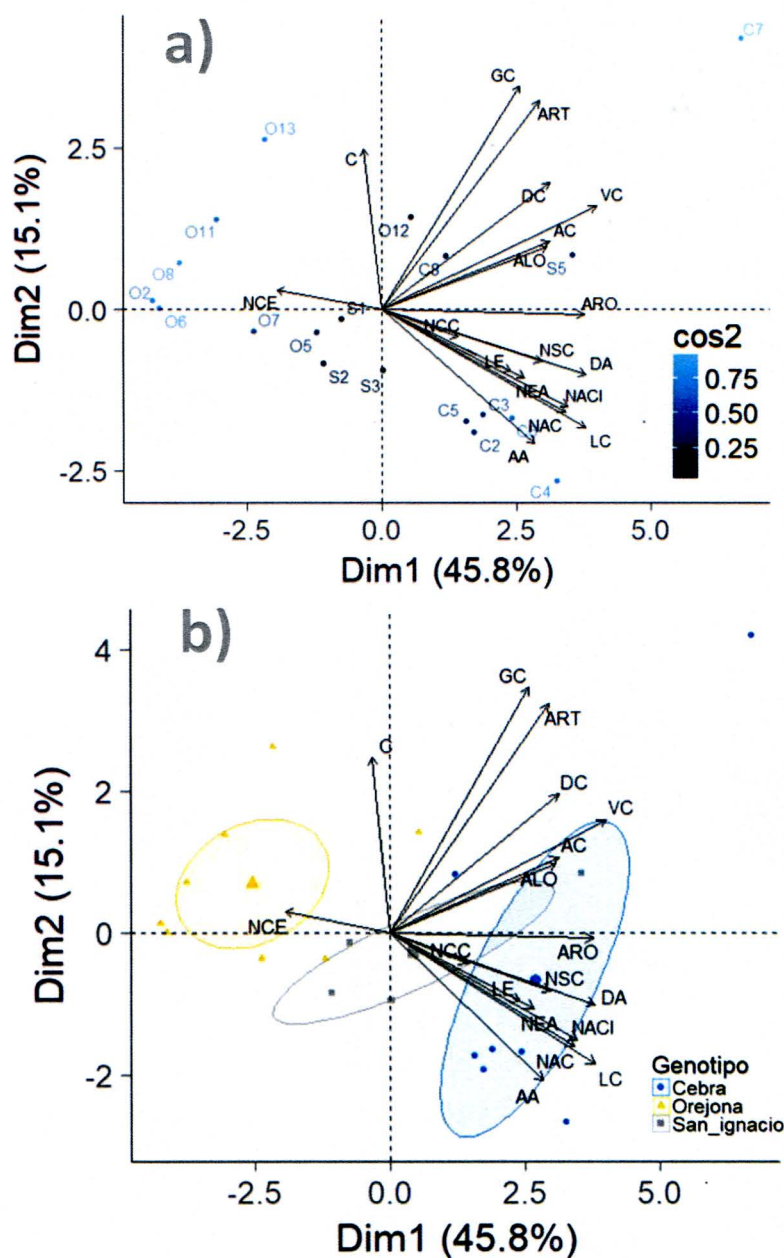 a)
C7
GC
ART
O13
C
2.5
DC
VC
O12
AC
O11
C8
ALO
S5
O8
O2
NCE
ARO
0.0
O6
O7
S1
NCC
cos2
O5
NSC
DA
0.75
S2
S3
LE
NEA
NACI
0.50
C5
C3
NAC
C2
LC
0.25
AA
-2.5
C4
-2.5
0.0
2.5
5.0
Dim1 (45.8%)
Dim2 (15.1%)
b)
4
GC
ART
C
2
DC
VC
AC
ALO
NCE
0
ARO
NCC
NSC
LE
DA
NEA
NACI
NAC
LC
-2
AA
Genotipo
Cebra
Orejona
San_ignacio
-2.5
0.0
2.5
5.0
Dim1 (45.8%)
Dim2 (15.1%)